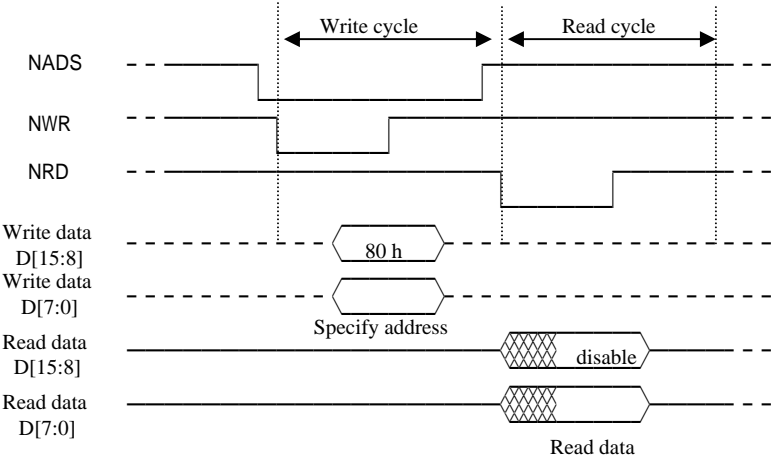 Write cycle
Read cycle
NADS
NWR
NRD
Write data
D[15:8]
80 h
Write data
D[7:0]
Specify address
Read data
D[15:8]
disable
Read data
D[7:0]
Read data